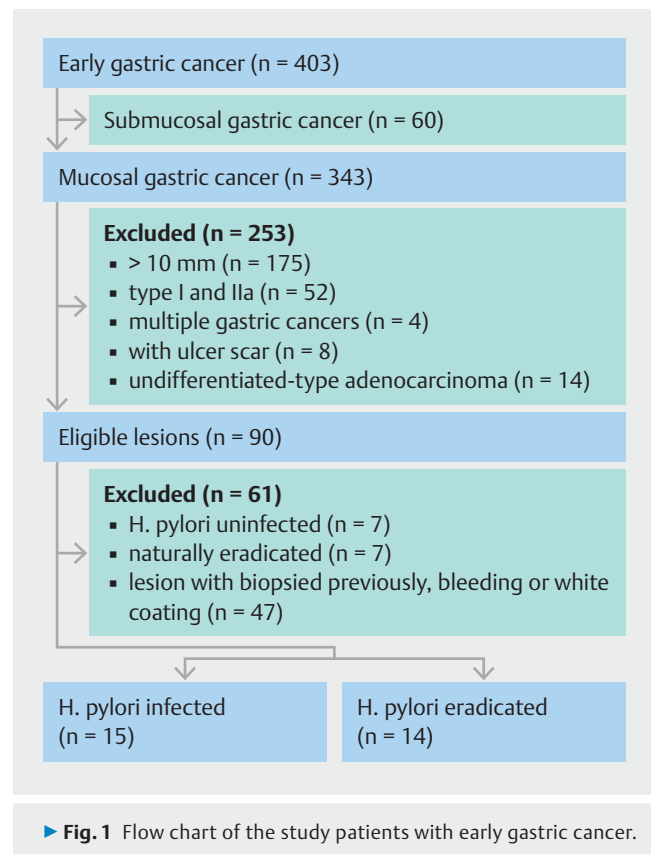 Early gastric cancer (n = 403)
Submucosal gastric cancer (n = 60)
Mucosal gastric cancer (n = 343)
Excluded (n = 253)
▪ > 10 mm (n = 175)
▪ type I and IIa (n = 52)
▪ multiple gastric cancers (n = 4)
▪ with ulcer scar (n = 8)
▪ undifferentiated-type adenocarcinoma (n = 14)
Eligible lesions (n = 90)
Excluded (n = 61)
▪ H. pylori uninfected (n = 7)
▪ naturally eradicated (n = 7)
▪ lesion with biopsied previously, bleeding or white
coating (n = 47)
H. pylori infected
(n = 15)
H. pylori eradicated
(n = 14)
▶ Fig. 1 Flow chart of the study patients with early gastric cancer.